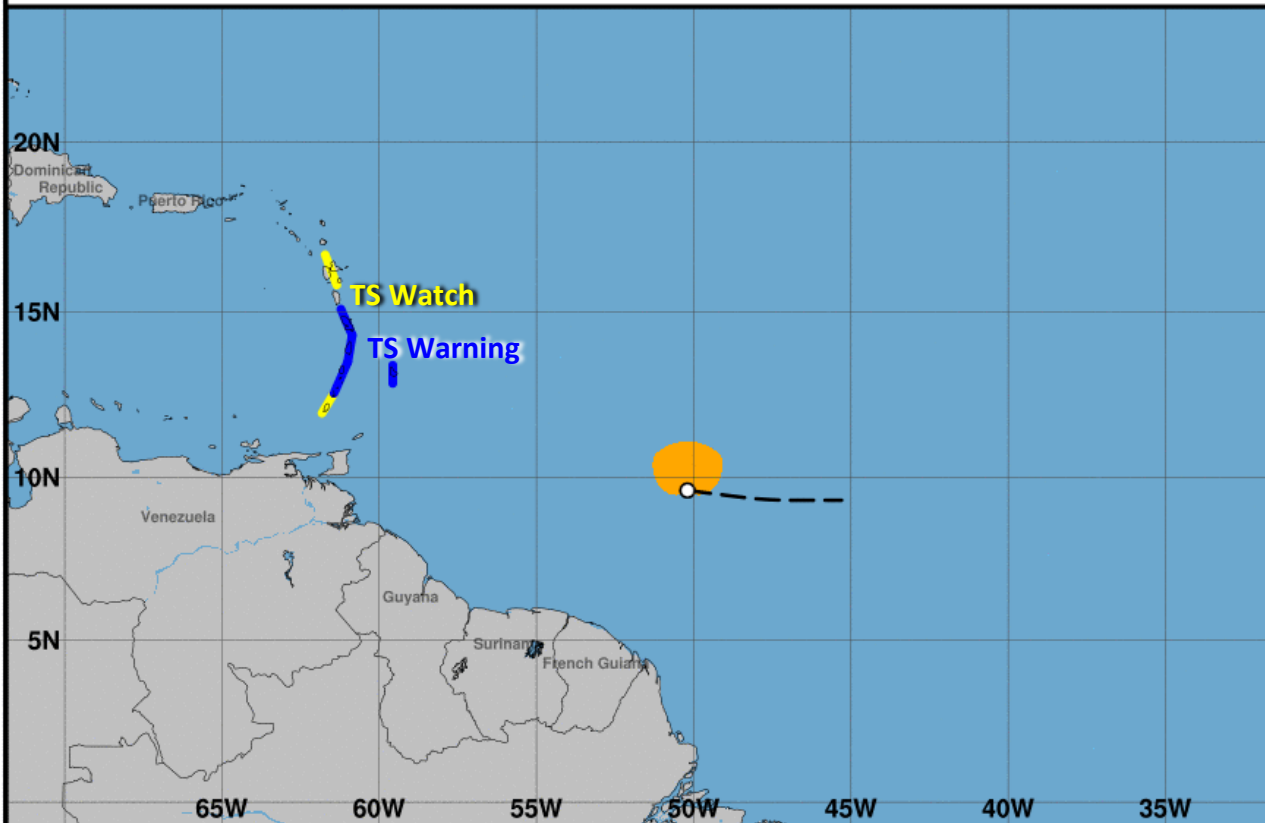 20N
Dominican
Republic
Puerto Rico
TS Watch
15N
TS Warning
10N
Venezuela
Guyana
5N
Surinam
French Guiana
65W 60W 55W 50W 45W 40W 35W